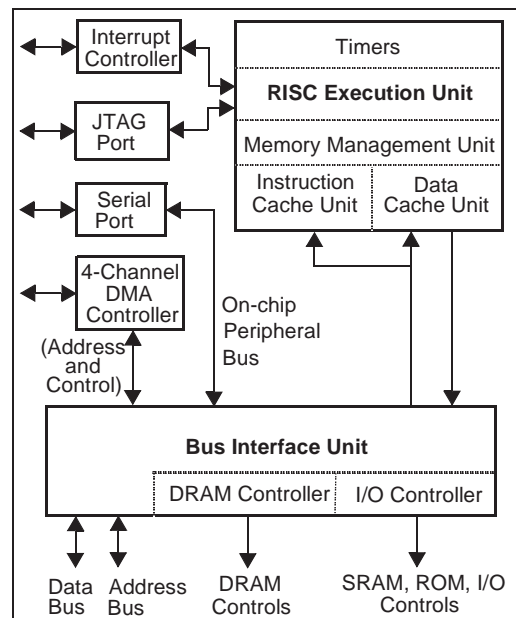 Interrupt
Controller
JTAG
Port
Serial
Port
4-Channel
DMA
Controller
(Address
and
Control)
Timers
RISC Execution Unit
Memory Management Unit
Instruction
Cache Unit
Data
Cache Unit
On-chip
Peripheral
Bus
Bus Interface Unit
DRAM Controller
I/O Controller
Data
Bus
Address
Bus
DRAM
Controls
SRAM, ROM, I/O
Controls